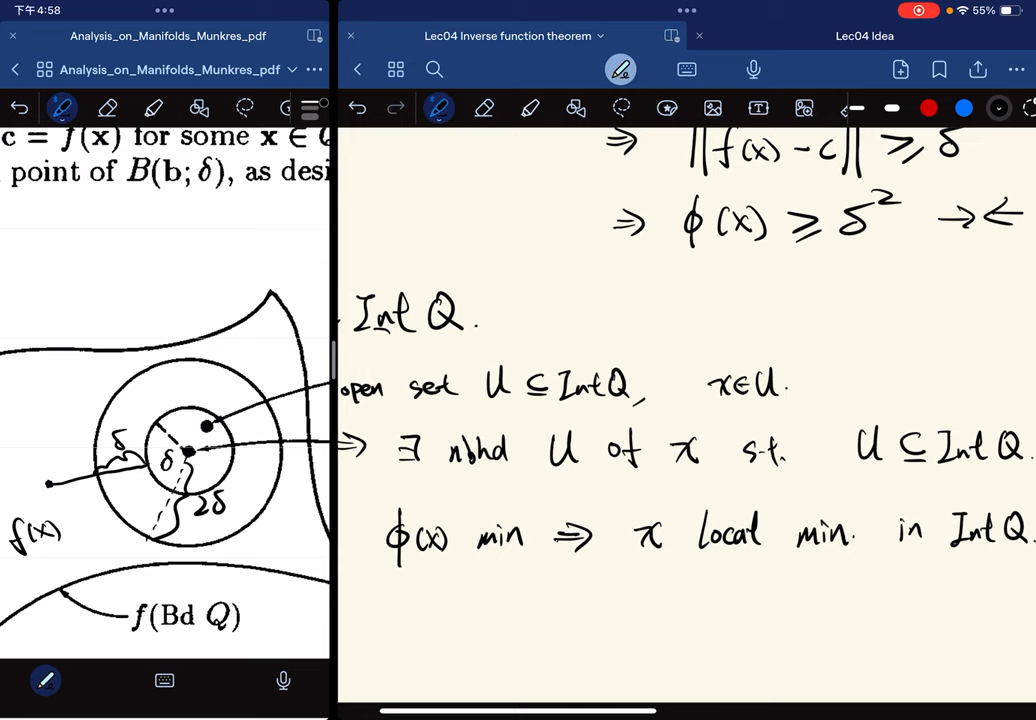 下午4:58
55%
Analysis_on_Manifolds_Munkres_pdf
Lec04 Inverse function theorem
Lec04 Idea
Analysis_on_Manifolds_Munkres_pdf
c = f(x) for some x ∈
point of B(b; δ), as desi
δ
δ
2δ
f(x)
f(Bd Q)
⇒ ||f(x) - c|| ≥ δ
⇒ ϕ(x) ≥ δ² →←
Int Q.
open set U ⊆ Int Q, x ∈ U.
⇒ ∃ nbhd U of x s.t. U ⊆ Int Q.
ϕ(x) min ⇒ x local min. in Int Q.